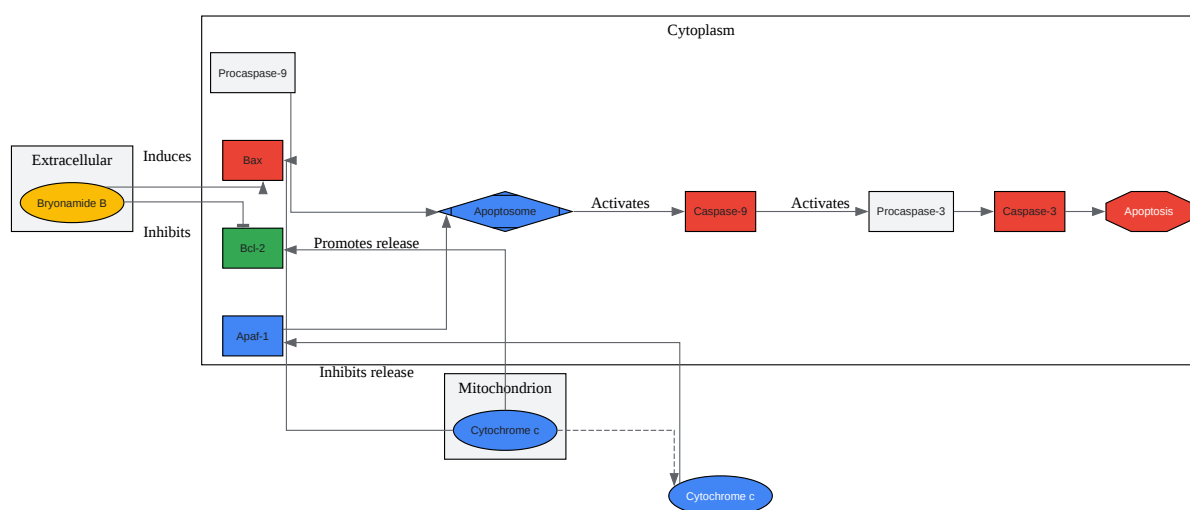 Cytoplasm
Procaspase-9
Extracellular
Induces
Bax
Bryonamide B
Inhibits
Bcl-2
Promotes release
Apoptosome
Activates
Caspase-9
Activates
Procaspase-3
Caspase-3
Apoptosis
Apaf-1
Inhibits release
Mitochondrion
Cytochrome c
Cytochrome c